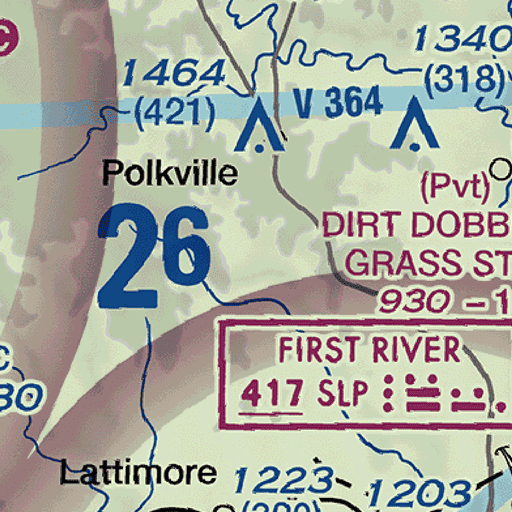 C
1340
1464
(318)
(421)
V 364
Polkville
(Pvt)
26
DIRT DOBB
GRASS ST
930 – 1
FIRST RIVER
417 SLP
C
30
Lattimore
1223
1203